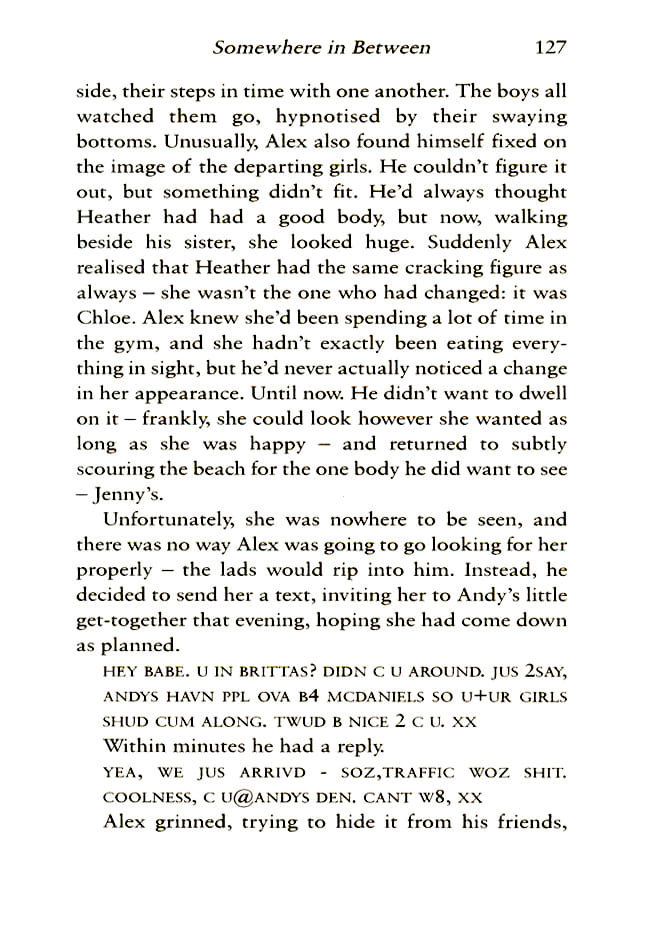 Somewhere in Between 127
side, their steps in time with one another. The boys all
watched them go, hypnotised by their swaying
bottoms. Unusually, Alex also found himself fixed on
the image of the departing girls. He couldn't figure it
out, but something didn't fit. He'd always thought
Heather had had a good body, but now, walking
beside his sister, she looked huge. Suddenly Alex
realised that Heather had the same cracking figure as
always – she wasn't the one who had changed: it was
Chloe. Alex knew she'd been spending a lot of time in
the gym, and she hadn't exactly been eating every-
thing in sight, but he'd never actually noticed a change
in her appearance. Until now. He didn't want to dwell
on it – frankly, she could look however she wanted as
long as she was happy – and returned to subtly
scouring the beach for the one body he did want to see
– Jenny's.
Unfortunately, she was nowhere to be seen, and
there was no way Alex was going to go looking for her
properly – the lads would rip into him. Instead, he
decided to send her a text, inviting her to Andy's little
get-together that evening, hoping she had come down
as planned.
HEY BABE. U IN BRITTAS? DIDN C U AROUND. JUS 2SAY,
ANDYS HAVN PPL OVA B4 MCDANIELS SO U+UR GIRLS
SHUD CUM ALONG. TWUD B NICE 2 C U. XX
Within minutes he had a reply.
YEA, WE JUS ARRIVD - SOZ,TRAFFIC WOZ SHIT.
COOLNESS, C U@ANDYS DEN. CANT W8, XX
Alex grinned, trying to hide it from his friends,